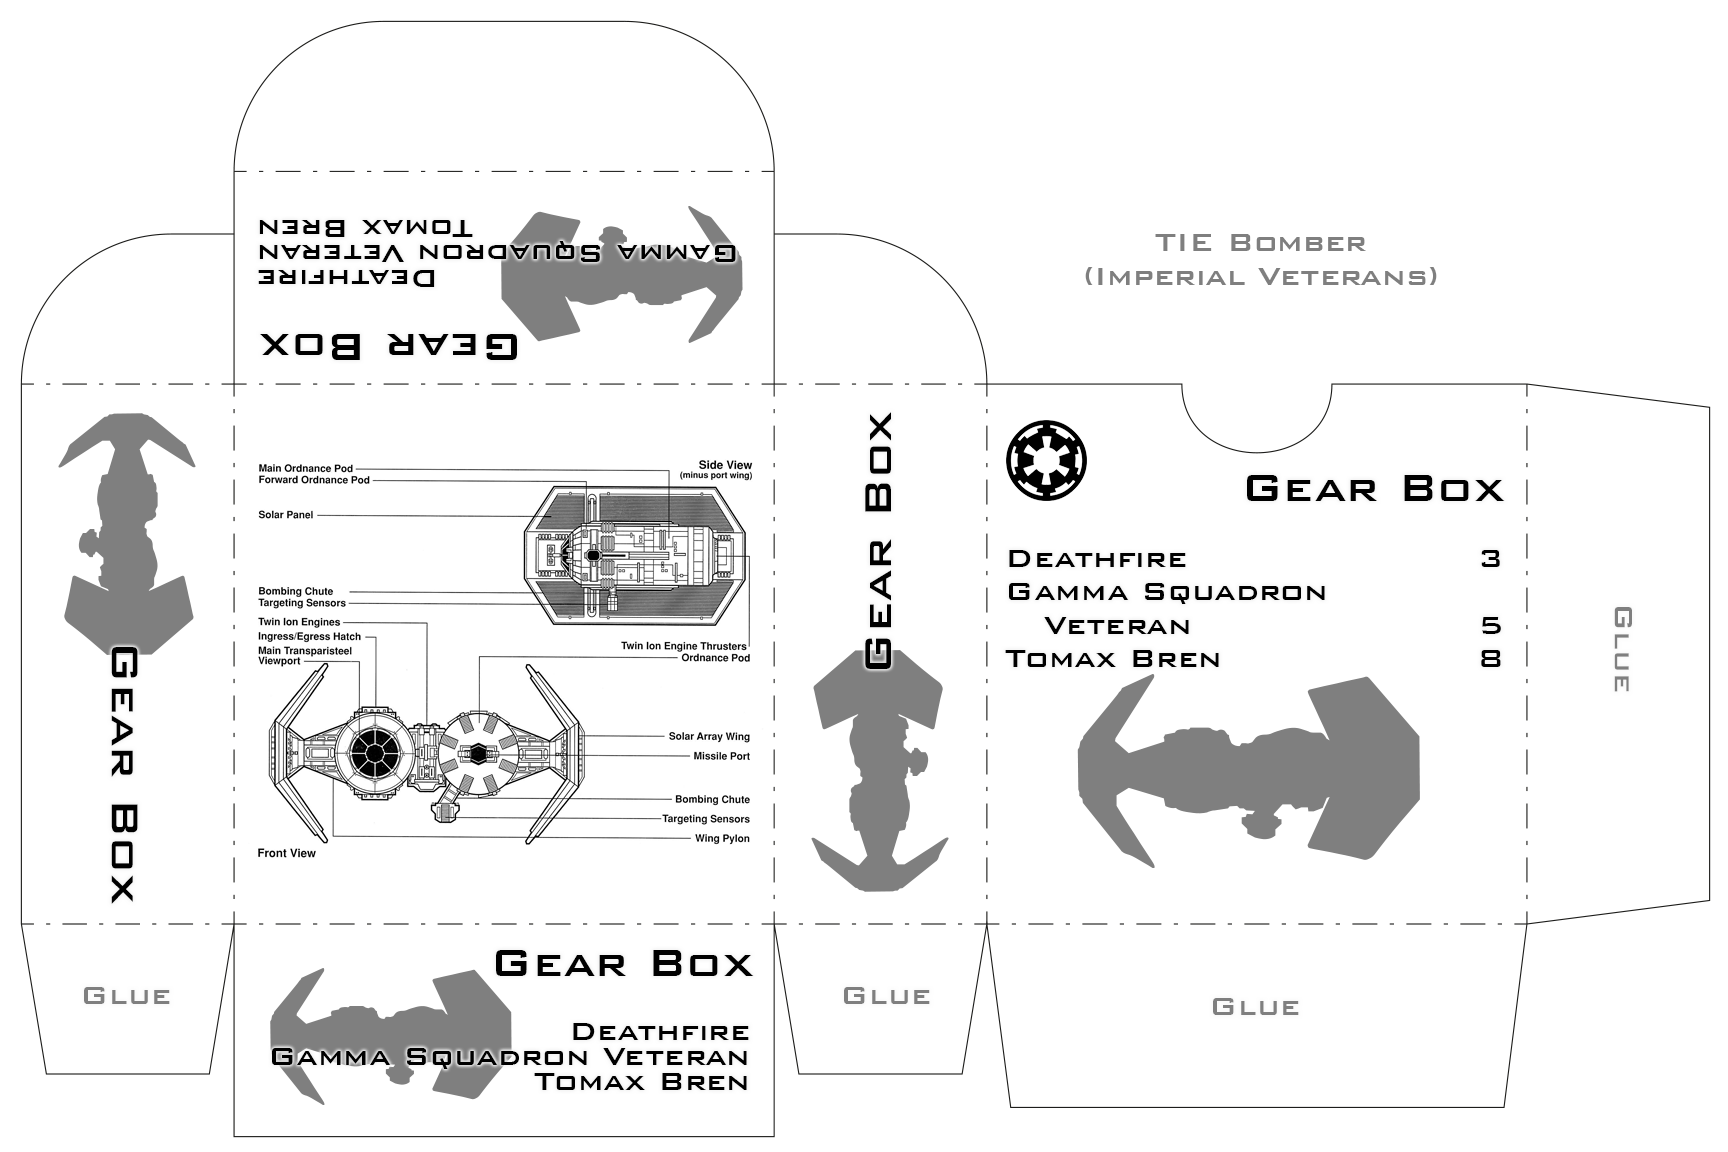 TOMAX BREN
GAMMA SQUADRON VETERAN
DEATHFIRE
GEAR BOX
TIE BOMBER
(IMPERIAL VETERANS)
GEAR BOX
Main Ordnance Pod
Forward Ordnance Pod
Solar Panel
Side View
(minus port wing)
Bombing Chute
Targeting Sensors
Twin Ion Engines
Ingress/Egress Hatch
Main Transparisteel
Viewport
Twin Ion Engine Thrusters
Ordnance Pod
Solar Array Wing
Missile Port
Bombing Chute
Targeting Sensors
Wing Pylon
Front View
GEAR BOX
GEAR BOX
DEATHFIRE 3
GAMMA SQUADRON
VETERAN 5
TOMAX BREN 8
GLUE
GLUE
GEAR BOX
DEATHFIRE
GAMMA SQUADRON VETERAN
TOMAX BREN
GLUE
GLUE